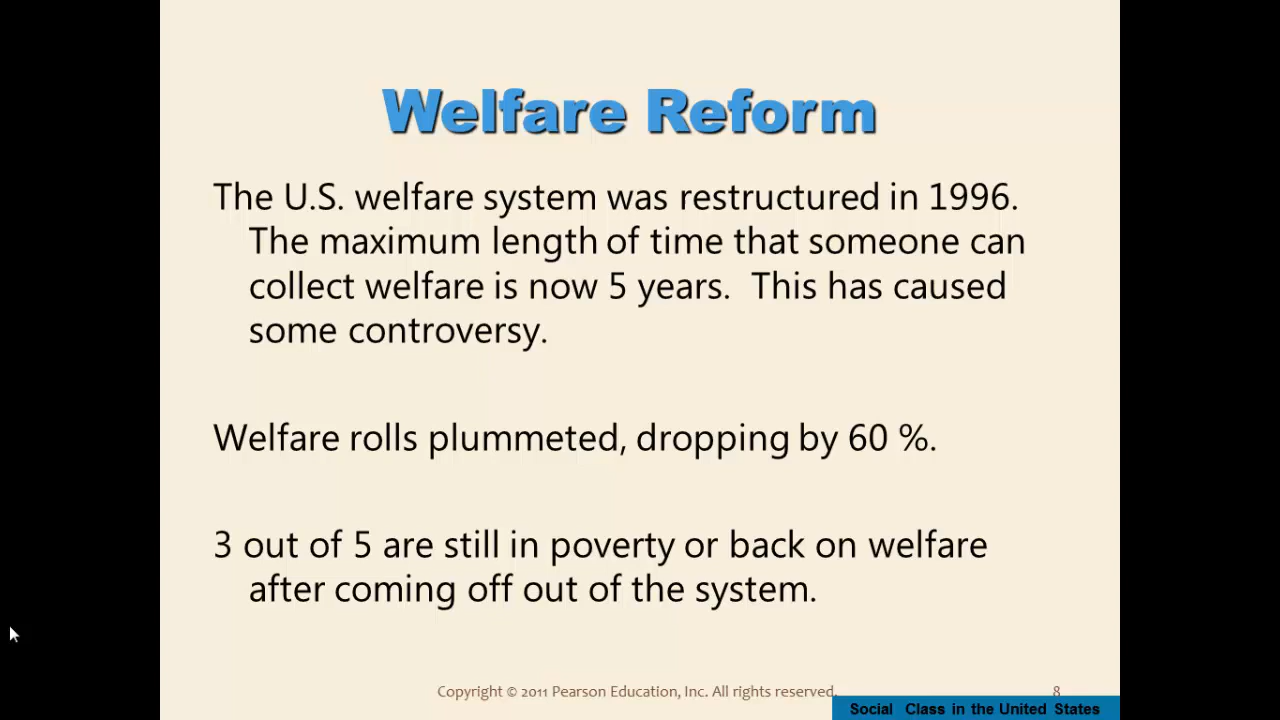 Welfare Reform
The U.S. welfare system was restructured in 1996.
The maximum length of time that someone can
collect welfare is now 5 years.  This has caused
some controversy.
Welfare rolls plummeted, dropping by 60 %.
3 out of 5 are still in poverty or back on welfare
after coming off out of the system.
Copyright © 2011 Pearson Education, Inc. All rights reserved.
8
Social Class in the United States